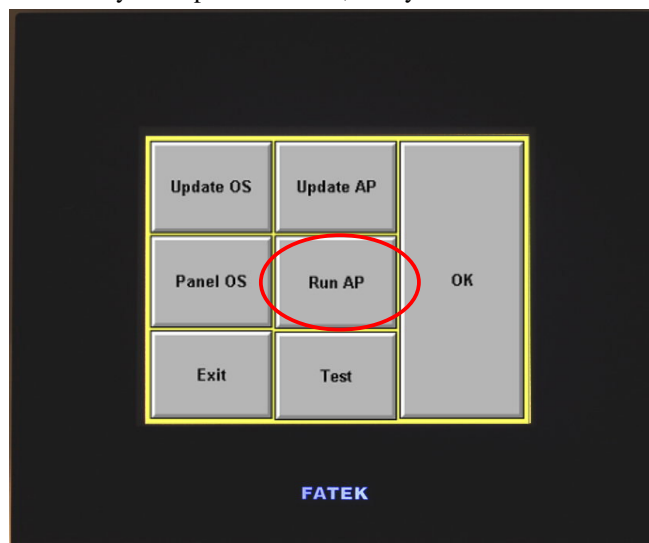 Update OS
Update AP
Panel OS
Run AP
OK
Exit
Test
FATEK